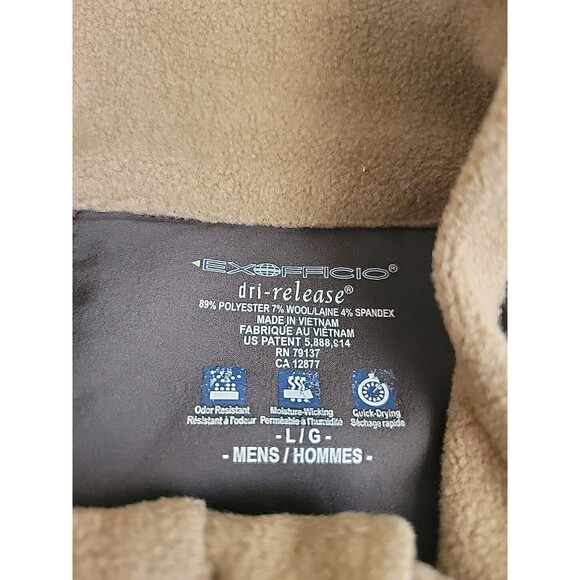 EXOFFICIO®
dri-release®
89% POLYESTER 7% WOOL/LAINE 4% SPANDEX
MADE IN VIETNAM
FABRIQUE AU VIÉTNAM
US PATENT 5,888,914
RN 79137
CA 12877
Odor Resistant Moisture-Wicking Quick-Drying
Résistant à l'odeur Perméable à l'humidité Séchage rapide
- L/G -
- MENS / HOMMES -